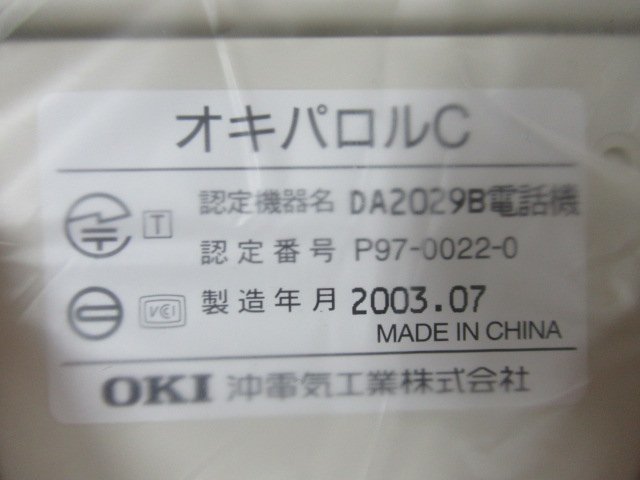 オキパロルC
T 認定機器名 DA2029B電話機
認定番号 P97-0022-0
VCI 製造年月 2003.07
MADE IN CHINA
OKI 沖電気工業株式会社